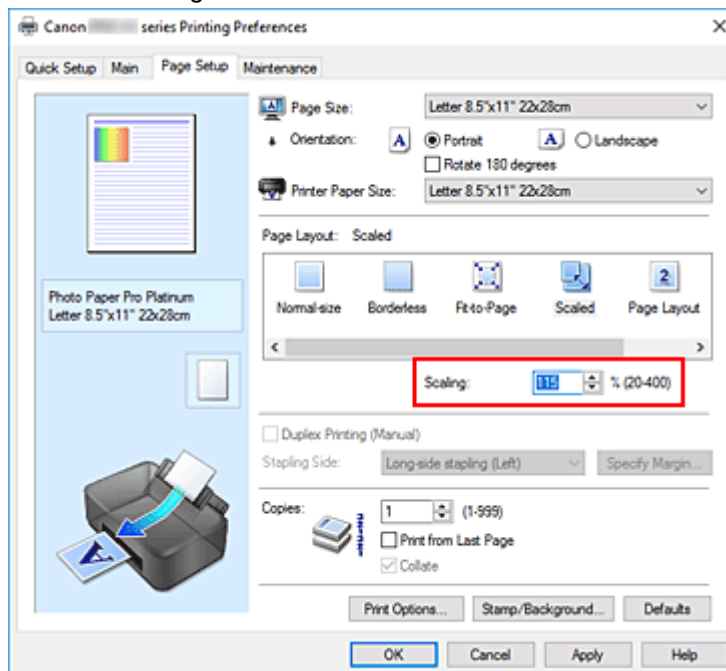 Canon series Printing Preferences
Quick Setup Main Page Setup Maintenance
Page Size: Letter 8.5"x11" 22x28cm
Orientation: A Portrait A Landscape
Rotate 180 degrees
Printer Paper Size: Letter 8.5"x11" 22x28cm
Page Layout: Scaled
Normal-size Borderless Fit-to-Page Scaled 2 Page Layout
Photo Paper Pro Platinum
Letter 8.5"x11" 22x28cm
Scaling: 115 % (20-400)
Duplex Printing (Manual)
Stapling Side: Long-side stapling (Left) Specify Margin...
Copies: 1 (1-999)
Print from Last Page
Collate
A
Print Options... Stamp/Background... Defaults
OK Cancel Apply Help